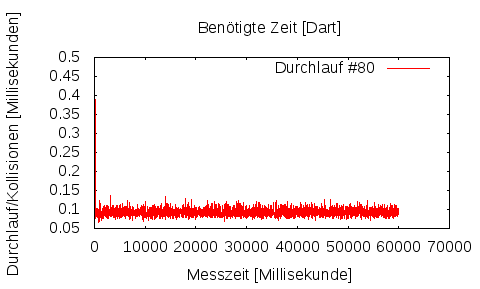 Benötigte Zeit [Dart]
Durchlauf/Kollisionen [Millisekunden]
Durchlauf #80
0.5
0.45
0.4
0.35
0.3
0.25
0.2
0.15
0.1
0.05
0 10000 20000 30000 40000 50000 60000 70000
Messzeit [Millisekunde]